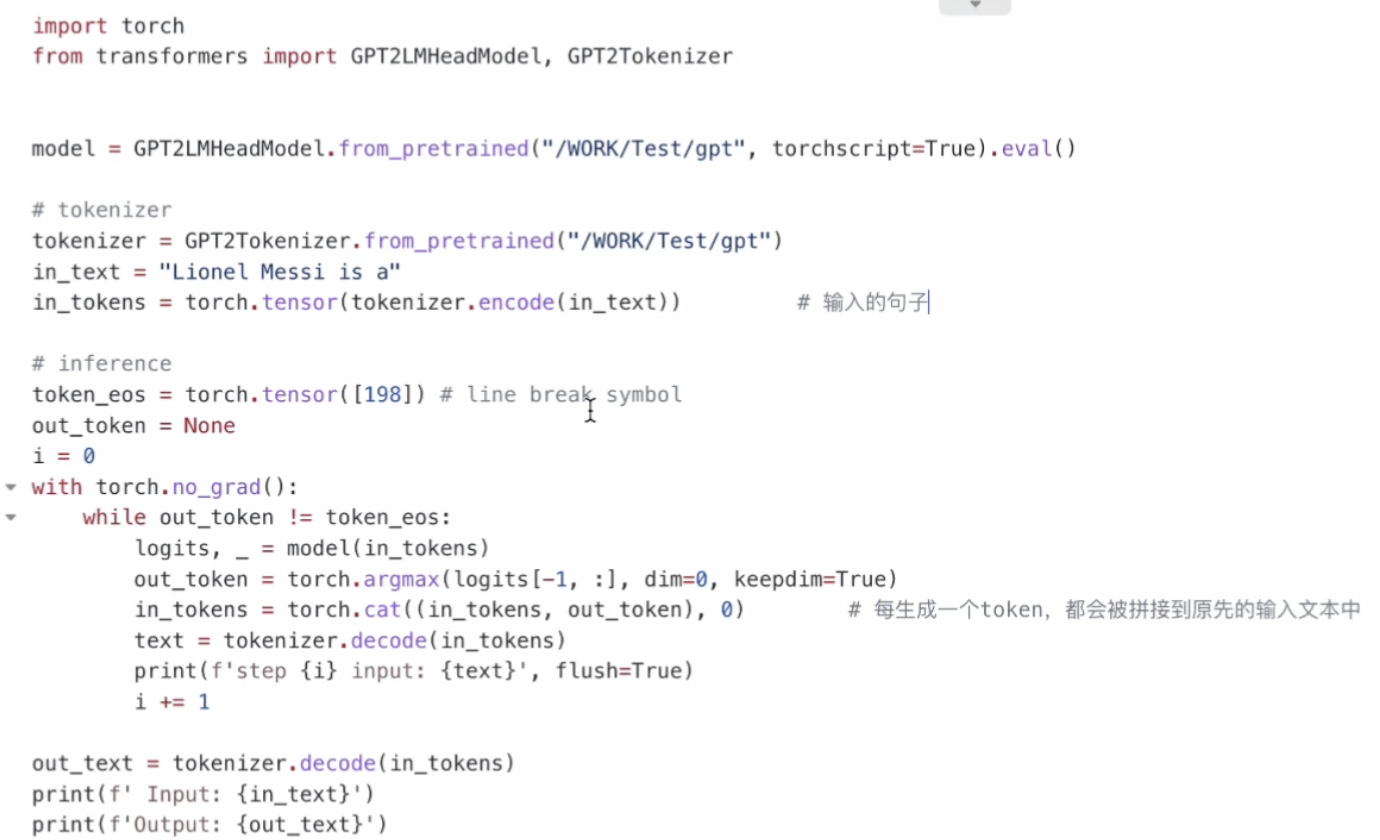 import torch
from transformers import GPT2LMHeadModel, GPT2Tokenizer
model = GPT2LMHeadModel.from_pretrained("/WORK/Test/gpt", torchscript=True).eval()
# tokenizer
tokenizer = GPT2Tokenizer.from_pretrained("/WORK/Test/gpt")
in_text = "Lionel Messi is a"
in_tokens = torch.tensor(tokenizer.encode(in_text))         # 输入的句子
# inference
token_eos = torch.tensor([198]) # line break symbol
out_token = None
i = 0
with torch.no_grad():
    while out_token != token_eos:
        logits, _ = model(in_tokens)
        out_token = torch.argmax(logits[-1, :], dim=0, keepdim=True)
        in_tokens = torch.cat((in_tokens, out_token), 0)        # 每生成一个token，都会被拼接到原先的输入文本中
        text = tokenizer.decode(in_tokens)
        print(f'step {i} input: {text}', flush=True)
        i += 1
out_text = tokenizer.decode(in_tokens)
print(f' Input: {in_text}')
print(f'Output: {out_text}')